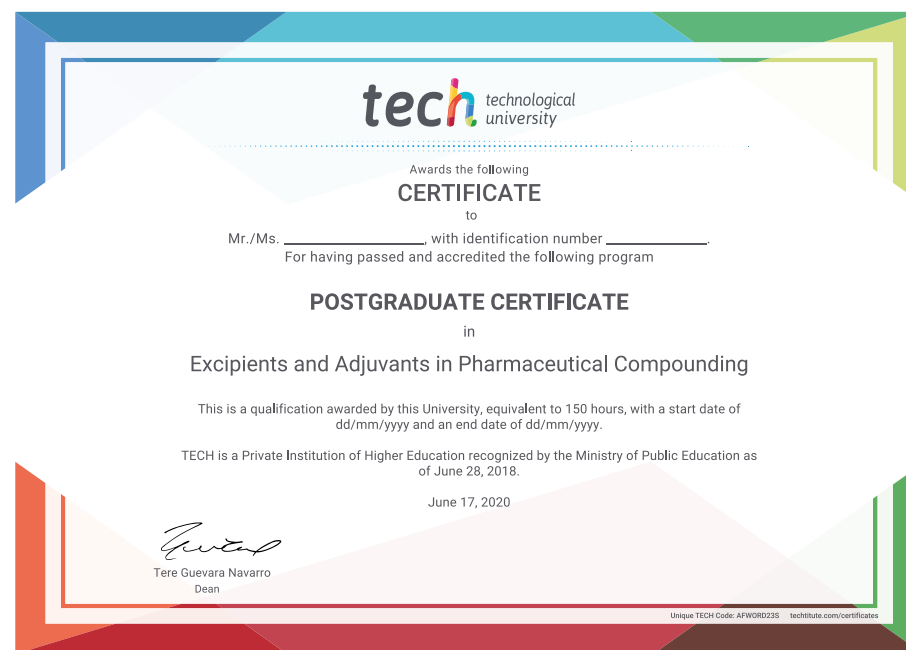 tech technological
university
Awards the following
CERTIFICATE
to
Mr./Ms. ____________________, with identification number ______________.
For having passed and accredited the following program
POSTGRADUATE CERTIFICATE
in
Excipients and Adjuvants in Pharmaceutical Compounding
This is a qualification awarded by this University, equivalent to 150 hours, with a start date of
dd/mm/yyyy and an end date of dd/mm/yyyy.
TECH is a Private Institution of Higher Education recognized by the Ministry of Public Education as
of June 28, 2018.
June 17, 2020
Tere Guevara Navarro
Dean
Unique TECH Code: AFWORD23S techtitute.com/certificates